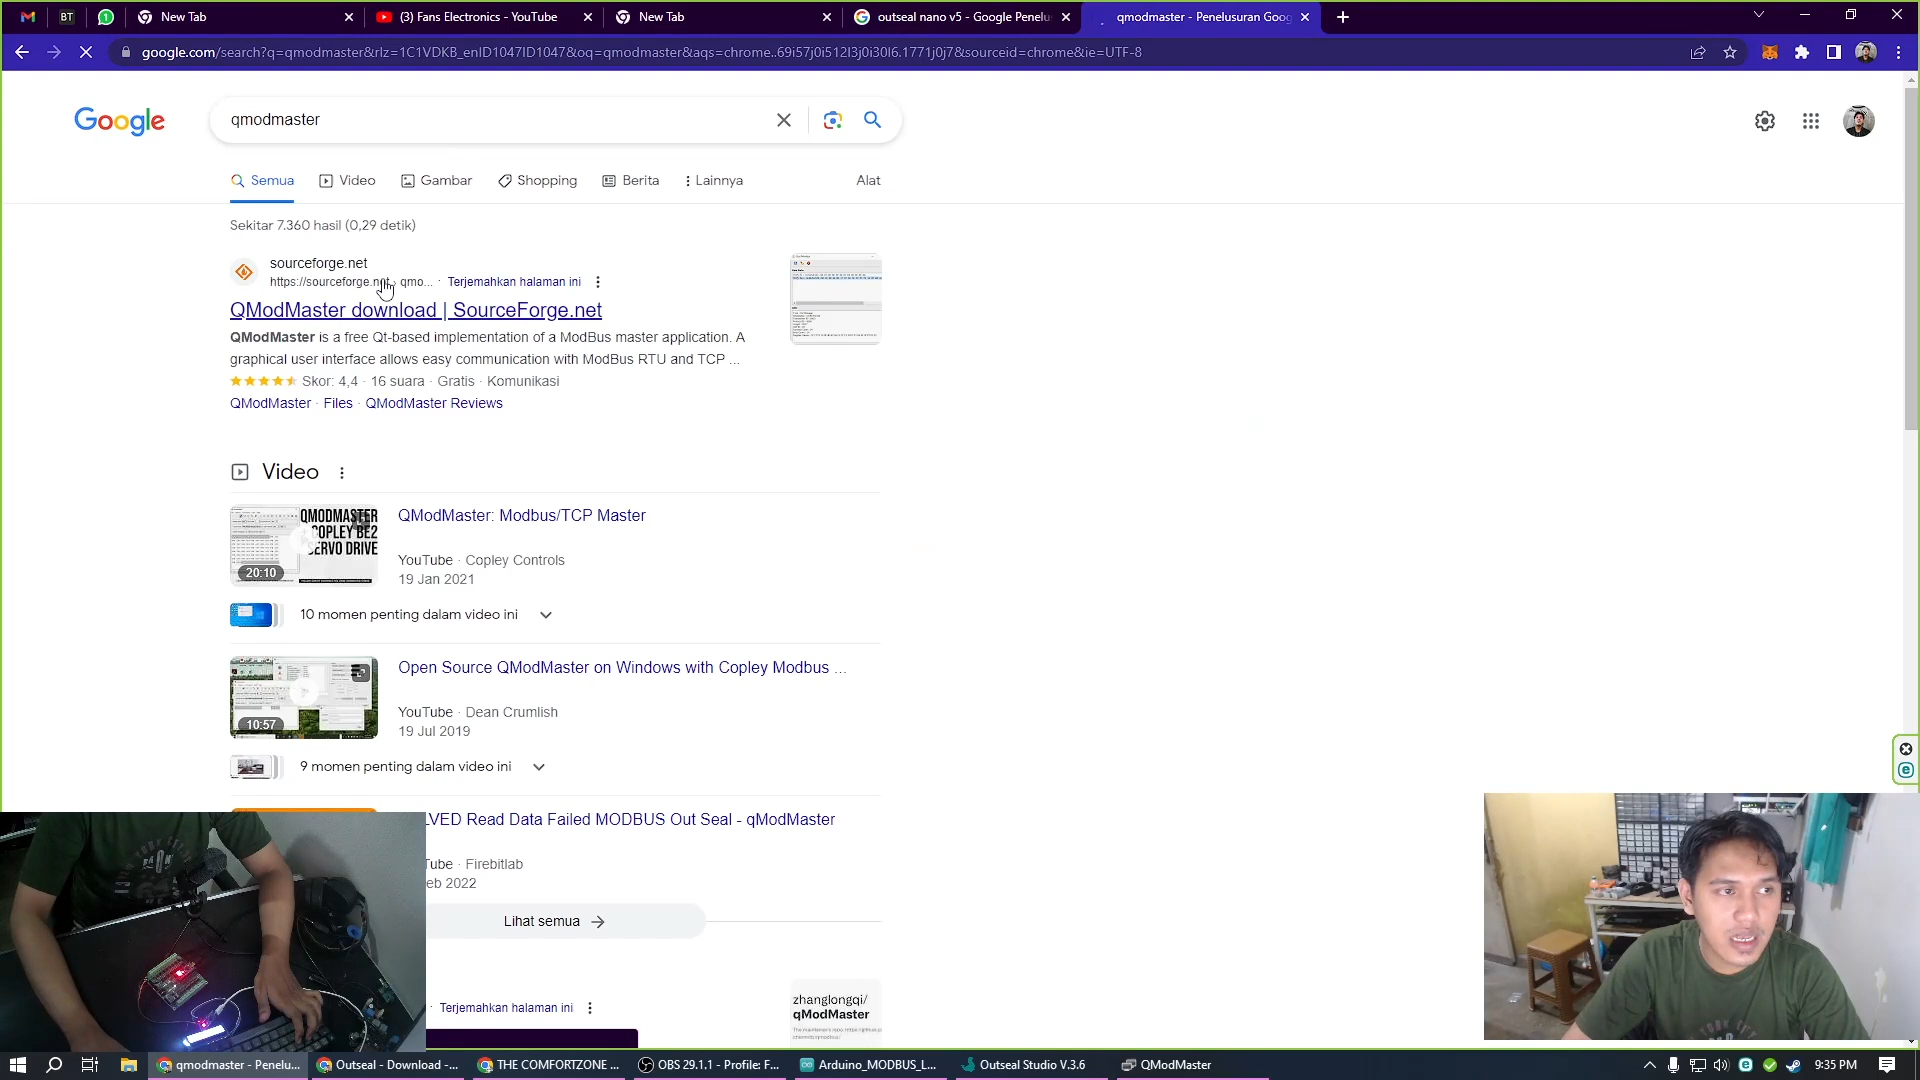 BT
1
New Tab
(3) Fans Electronics - YouTube
New Tab
outseal nano v5 - Google Penelus
qmodmaster - Penelusuran Goog
google.com/search?q=qmodmaster&rlz=1C1VDKB_enID1047ID1047&oq=qmodmaster&aqs=chrome..69i57j0i512l3j0i30l6.1771j0j7&sourceid=chrome&ie=UTF-8
Google
qmodmaster
Semua
Video
Gambar
Shopping
Berita
Lainnya
Alat
Sekitar 7.360 hasil (0,29 detik)
sourceforge.net
https://sourceforge.net › qmo... · Terjemahkan halaman ini
QModMaster download | SourceForge.net
QModMaster is a free Qt-based implementation of a ModBus master application. A
graphical user interface allows easy communication with ModBus RTU and TCP ...
Skor: 4,4 · 16 suara · Gratis · Komunikasi
QModMaster · Files · QModMaster Reviews
Video
QMODMASTER
COPLEY BE2
SERVO DRIVE
20:10
QModMaster: Modbus/TCP Master
YouTube · Copley Controls
19 Jan 2021
10 momen penting dalam video ini
10:57
Open Source QModMaster on Windows with Copley Modbus ...
YouTube · Dean Crumlish
19 Jul 2019
9 momen penting dalam video ini
LVED Read Data Failed MODBUS Out Seal - qModMaster
Tube · Firebitlab
eb 2022
Lihat semua
· Terjemahkan halaman ini
zhanglongqi/
qModMaster
qmodmaster - Penelu...
Outseal - Download -...
THE COMFORTZONE ...
OBS 29.1.1 - Profile: F...
Arduino_MODBUS_L...
Outseal Studio V.3.6
QModMaster
9:35 PM